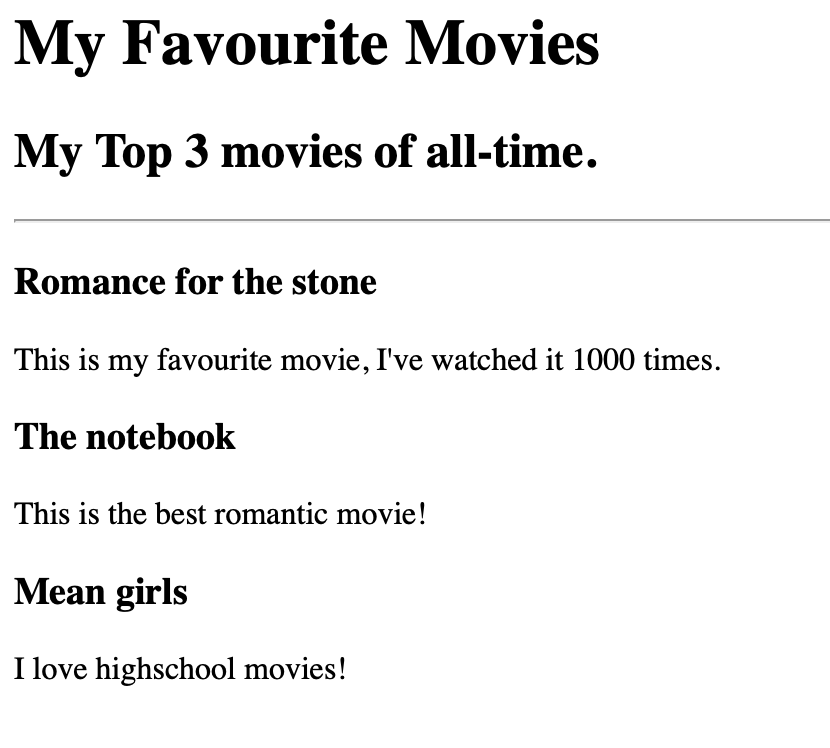 My Favourite Movies
My Top 3 movies of all-time.
Romance for the stone
This is my favourite movie, I've watched it 1000 times.
The notebook
This is the best romantic movie!
Mean girls
I love highschool movies!